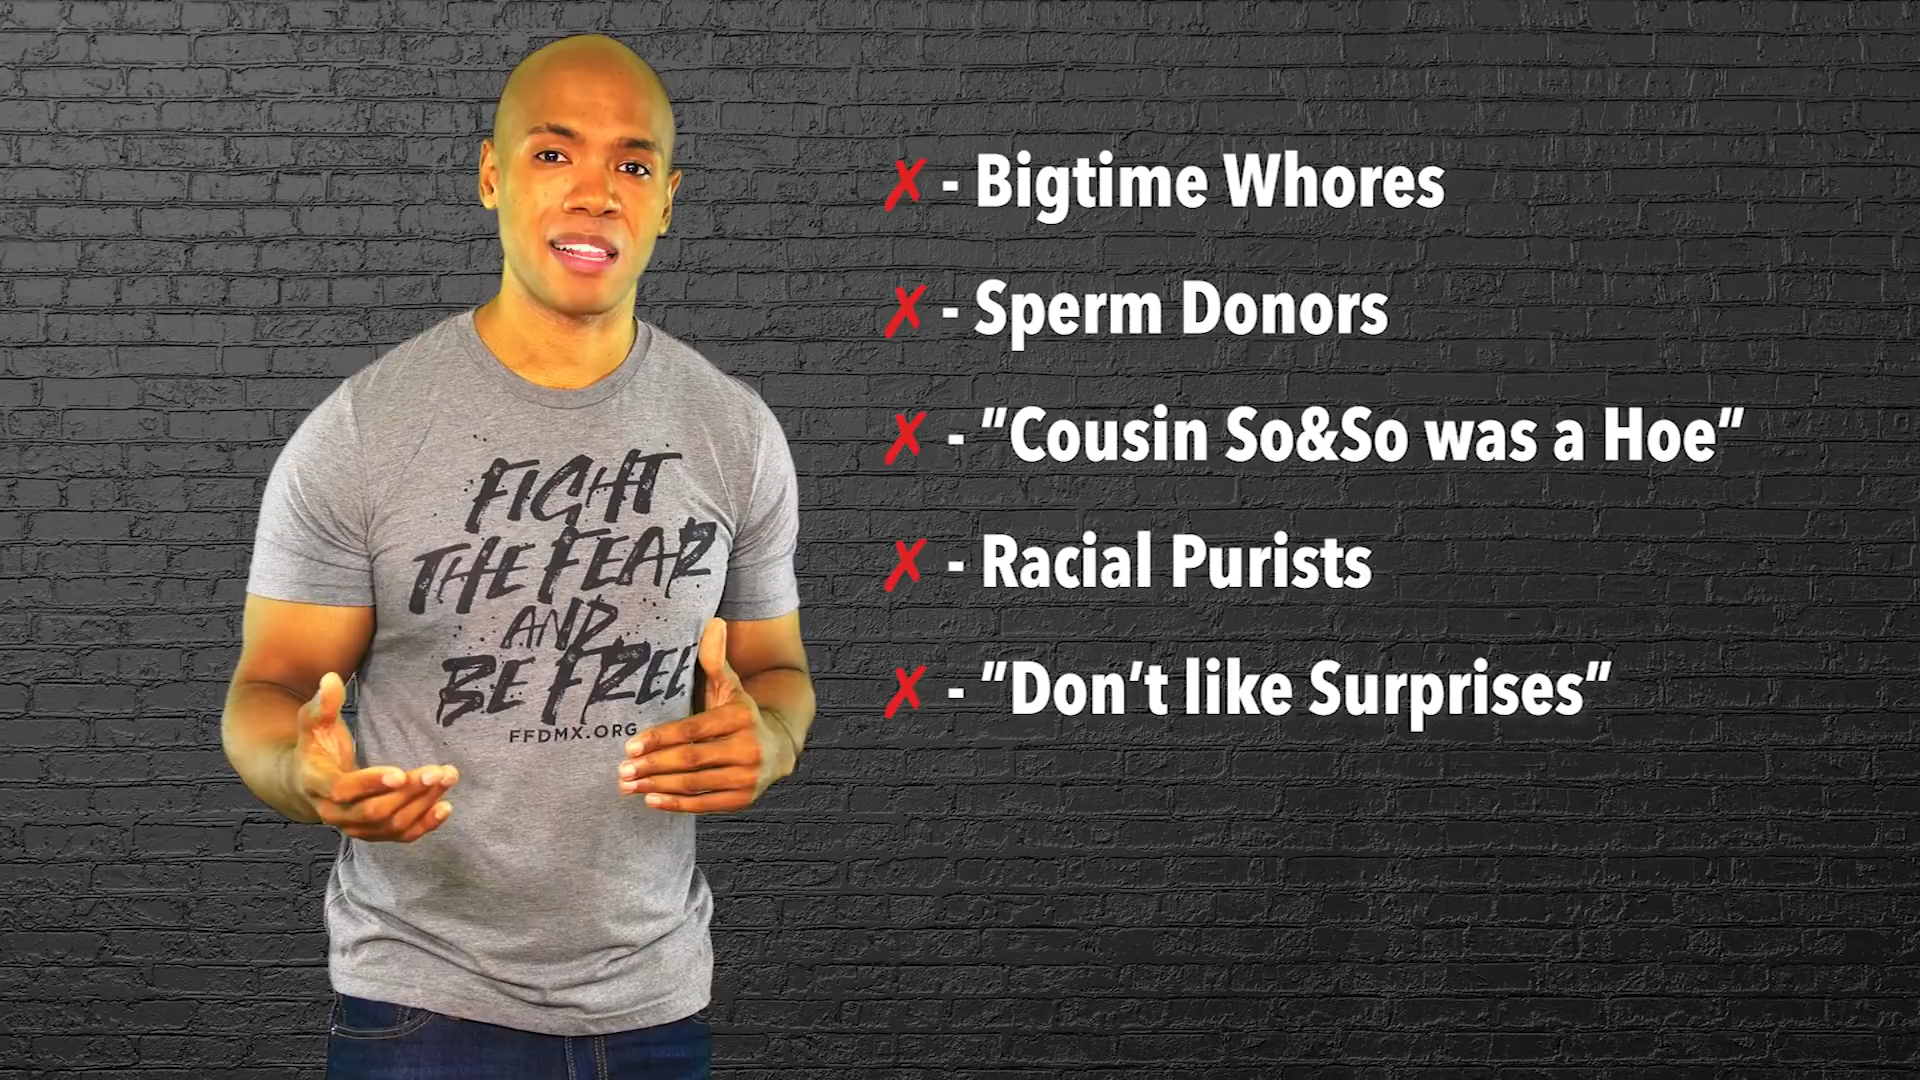 ✗ - Bigtime Whores
✗ - Sperm Donors
✗ - "Cousin So&So was a Hoe"
✗ - Racial Purists
✗ - "Don't like Surprises"
FIGHT
THE FEAR
AND
BE FREE
FFDMX.ORG